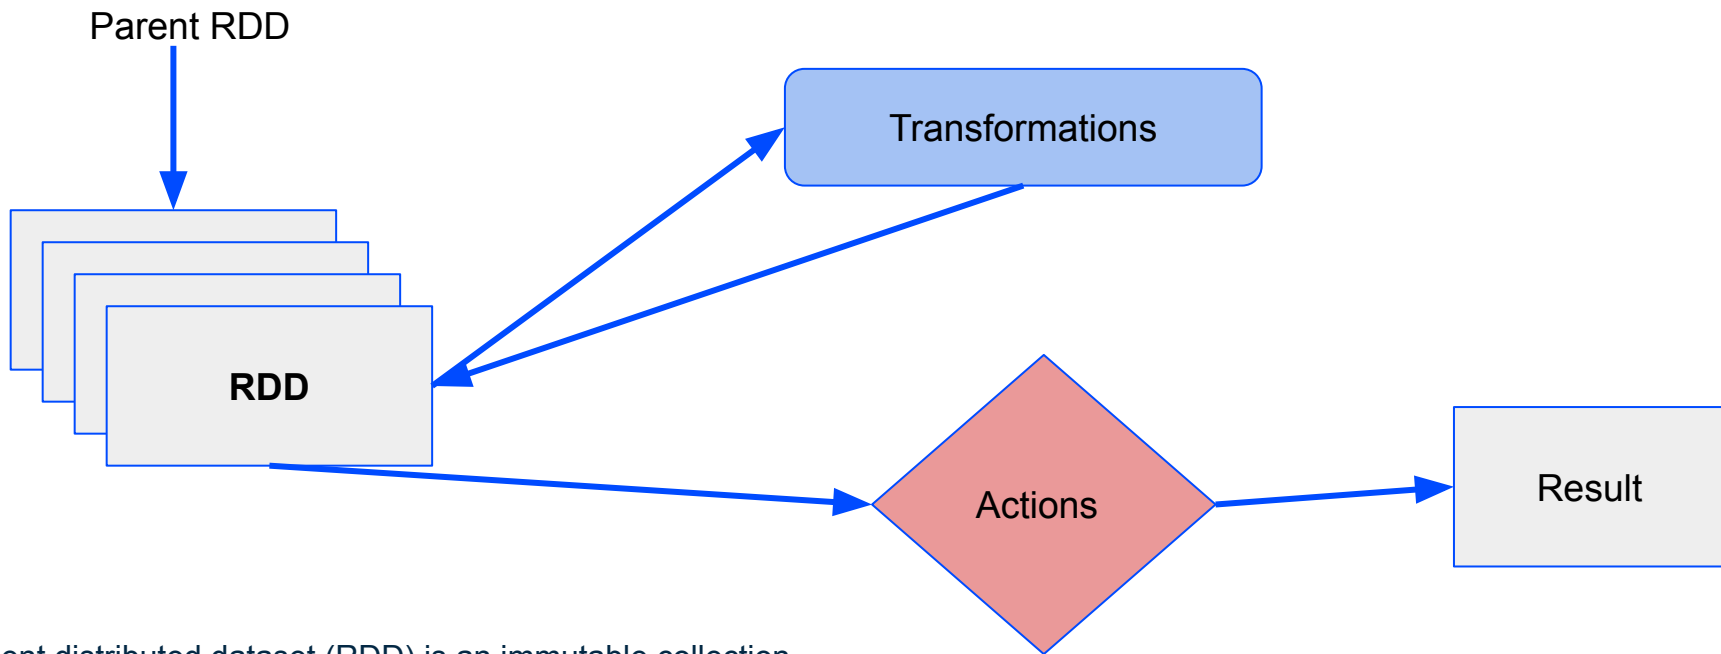 Parent RDD
Transformations
RDD
Actions
Result
distributed dataset (RDD) is an immutable collection